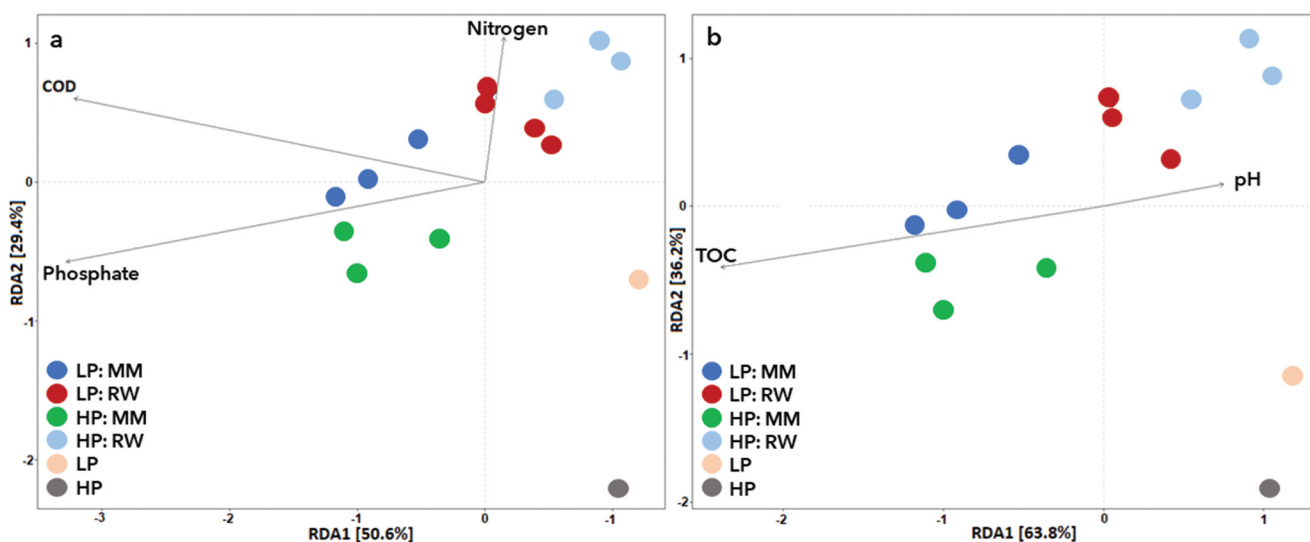 a
Nitrogen
COD
Phosphate
1
0
-1
-2
RDA2 [29.4%]
LP: MM
LP: RW
HP: MM
HP: RW
LP
HP
-3
-2
-1
0
-1
RDA1 [50.6%]
b
pH
TOC
1
0
-1
-2
RDA2 [36.2%]
LP: MM
LP: RW
HP: MM
HP: RW
LP
HP
-2
-1
0
1
RDA1 [63.8%]